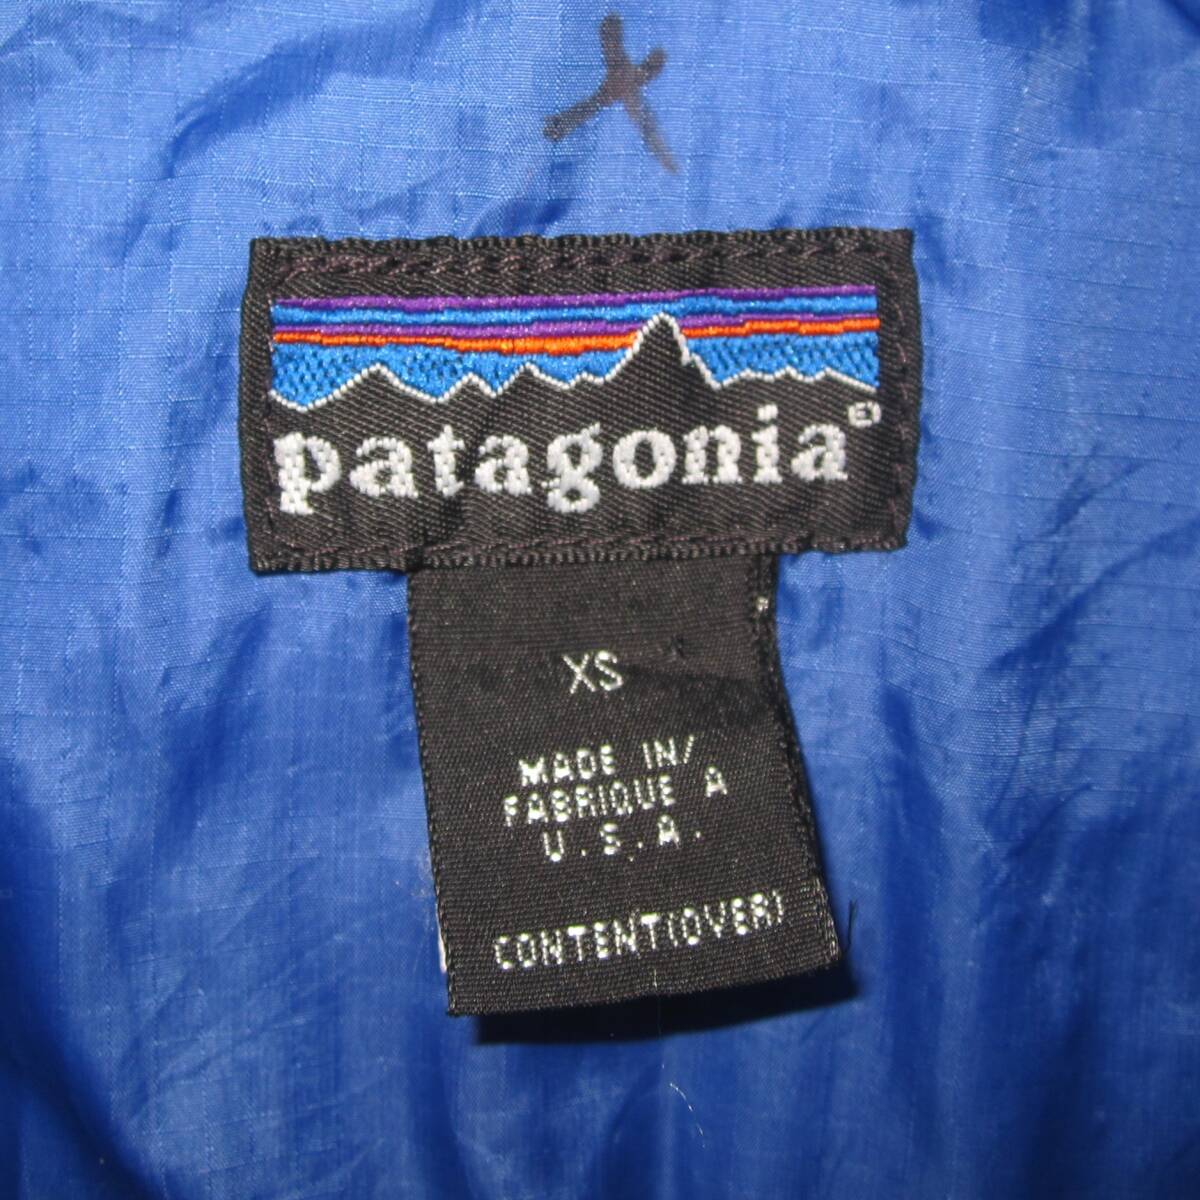 patagonia®
XS
MADE IN/
FABRIQUE A
U.S.A.
CONTENT(OVER)